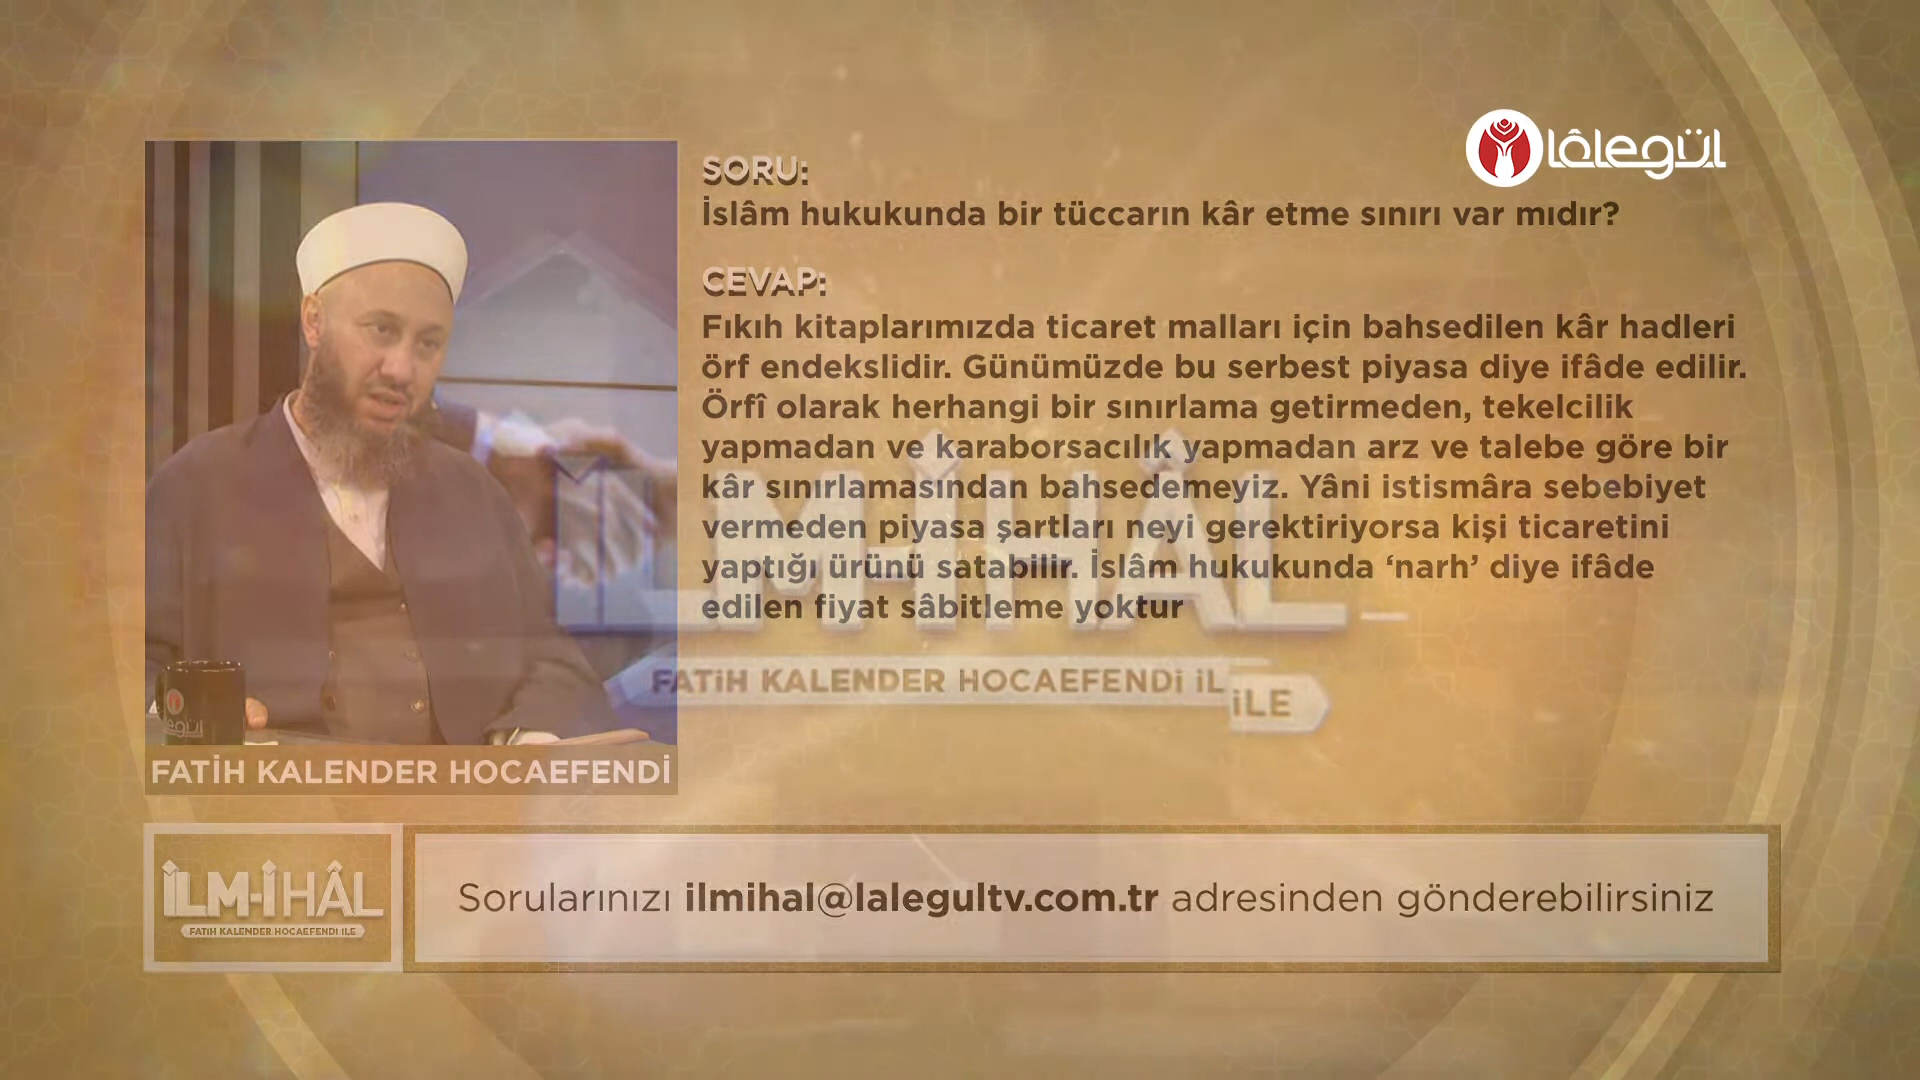 lâlegül
SORU:
İslâm hukukunda bir tüccarın kâr etme sınırı var mıdır?
CEVAP:
Fıkıh kitaplarımızda ticaret malları için bahsedilen kâr hadleri
örf endekslidir. Günümüzde bu serbest piyasa diye ifâde edilir.
Örfî olarak herhangi bir sınırlama getirmeden, tekelcilik
yapmadan ve karaborsacılık yapmadan arz ve talebe göre bir
kâr sınırlamasından bahsedemeyiz. Yâni istismâra sebebiyet
vermeden piyasa şartları neyi gerektiriyorsa kişi ticaretini
yaptığı ürünü satabilir. İslâm hukukunda ‘narh’ diye ifâde
edilen fiyat sâbitleme yoktur
İLM-İHÂL
FATİH KALENDER HOCAEFENDİ İL
İLE
legül
FATİH KALENDER HOCAEFENDİ
İLM-İHÂL
FATİH KALENDER HOCAEFENDİ İLE
Sorularınızı ilmihal@lalegultv.com.tr adresinden gönderebilirsiniz